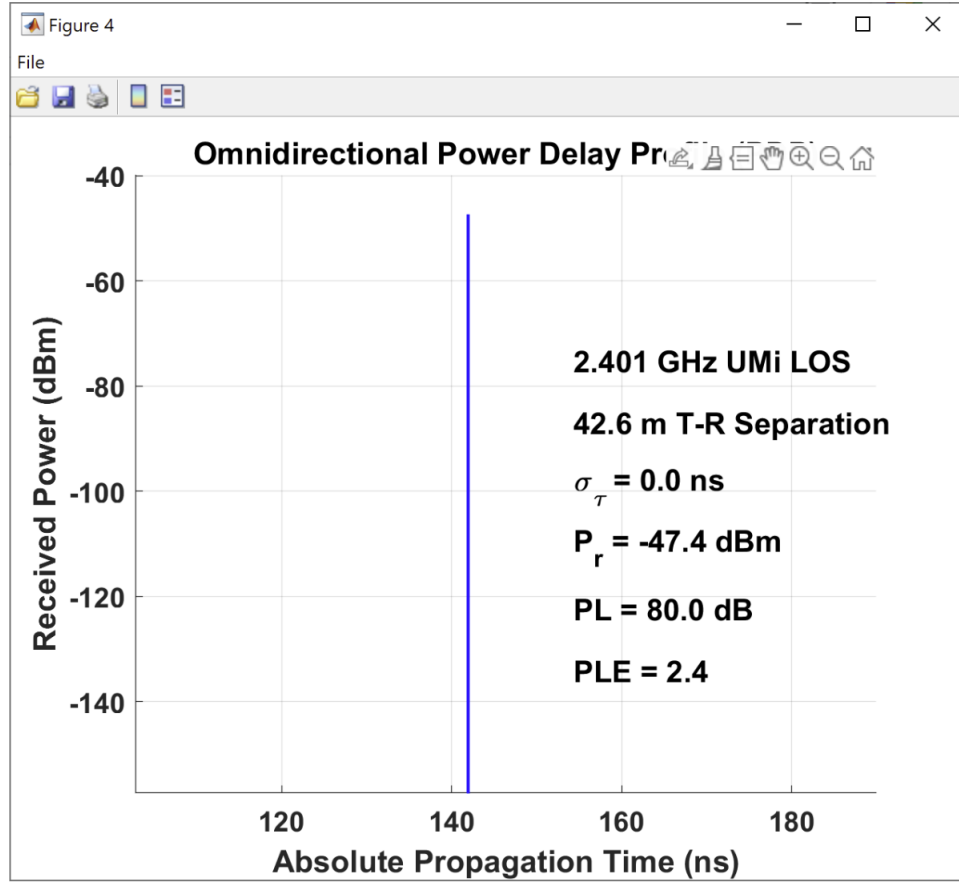 Figure 4
File
Omnidirectional Power Delay
-40
-60
-80
-100
-120
-140
Received Power (dBm)
2.401 GHz UMi LOS
42.6 m T-R Separation
σ_τ = 0.0 ns
P_r = -47.4 dBm
PL = 80.0 dB
PLE = 2.4
120 140 160 180
Absolute Propagation Time (ns)